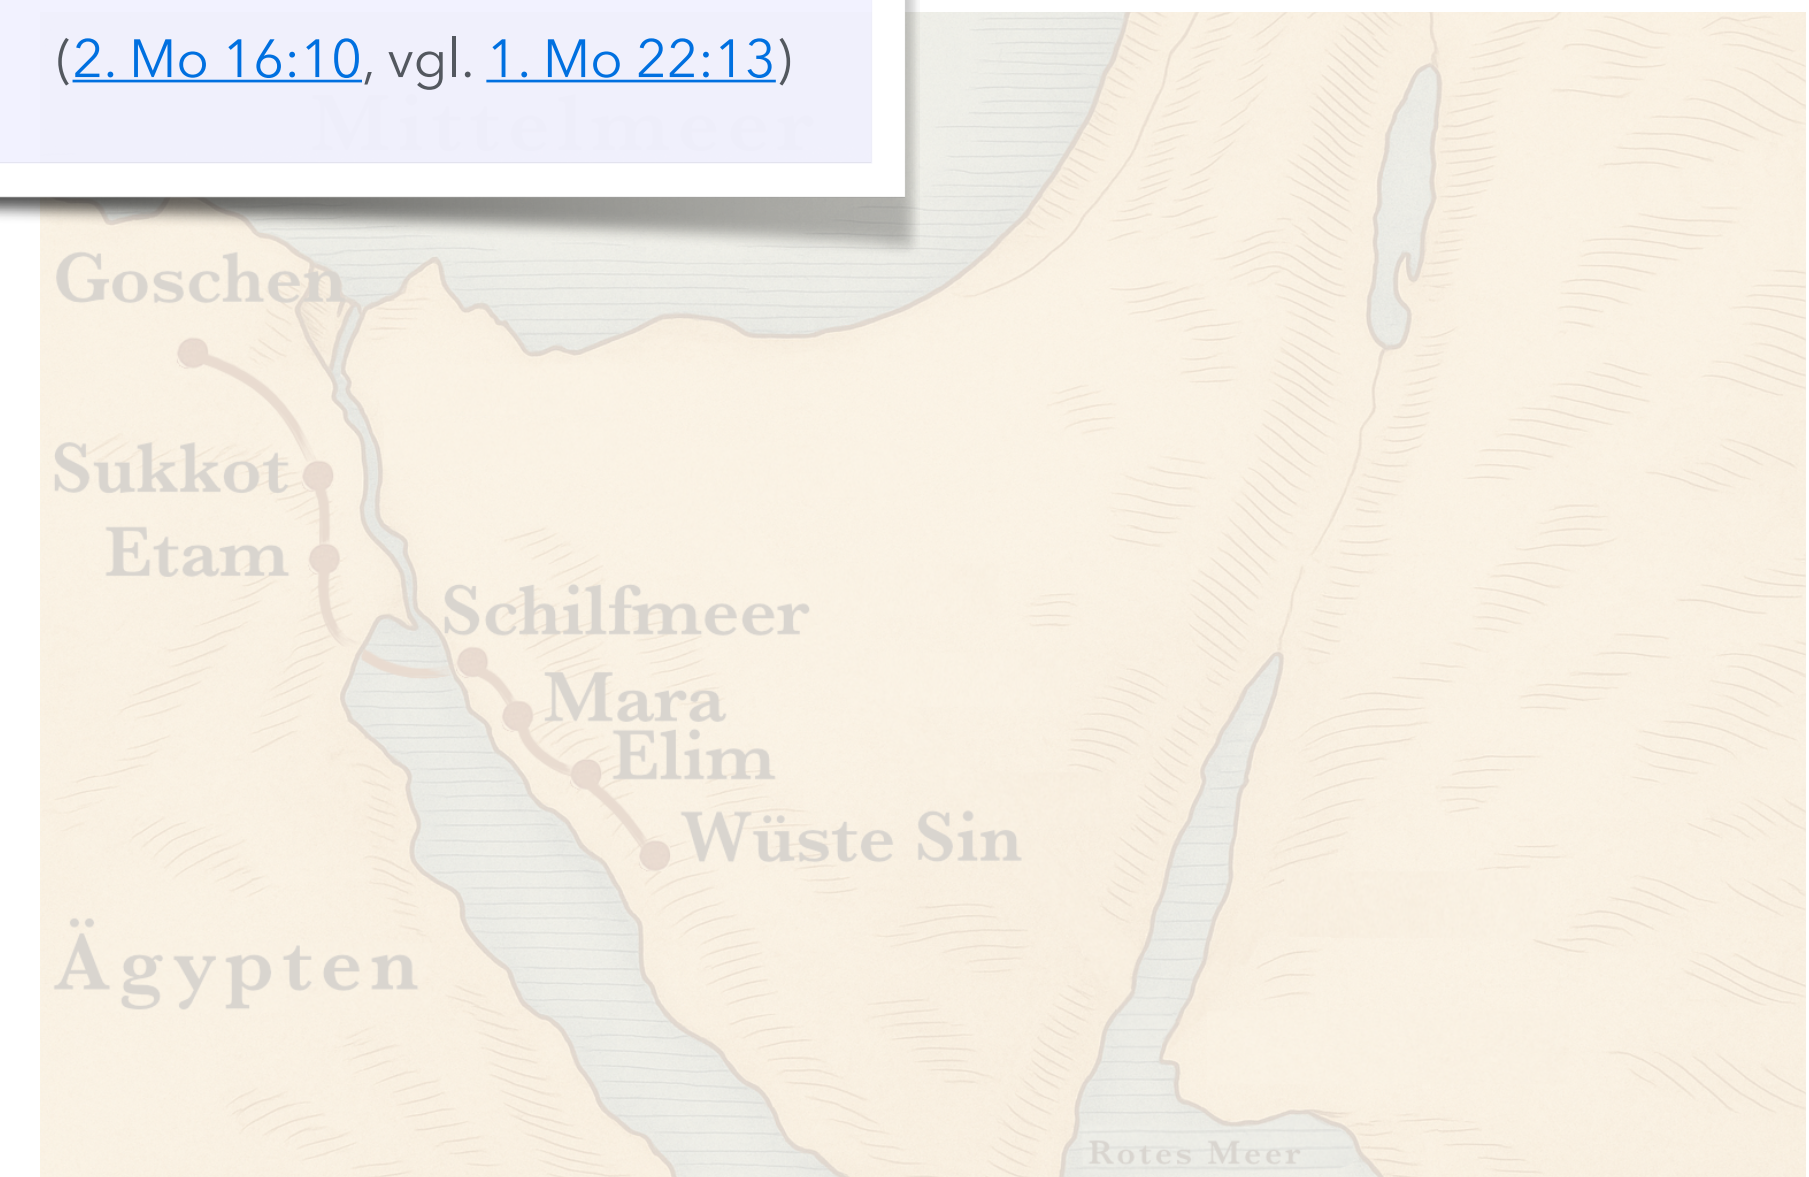 (2. Mo 16:10, vgl. 1. Mo 22:13)
Mittelmeer
Goschen
Sukkot
Etam
Schilfmeer
Mara
Elim
Wüste Sin
Ägypten
Rotes Meer